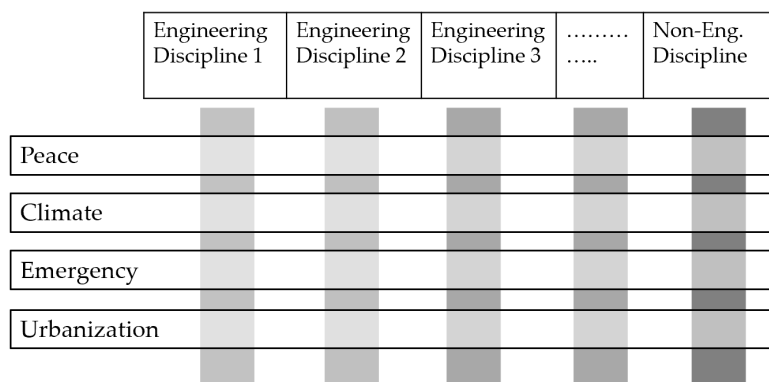 Engineering
Discipline 1
Engineering
Discipline 2
Engineering
Discipline 3
………
…..
Non-Eng.
Discipline
Peace
Climate
Emergency
Urbanization